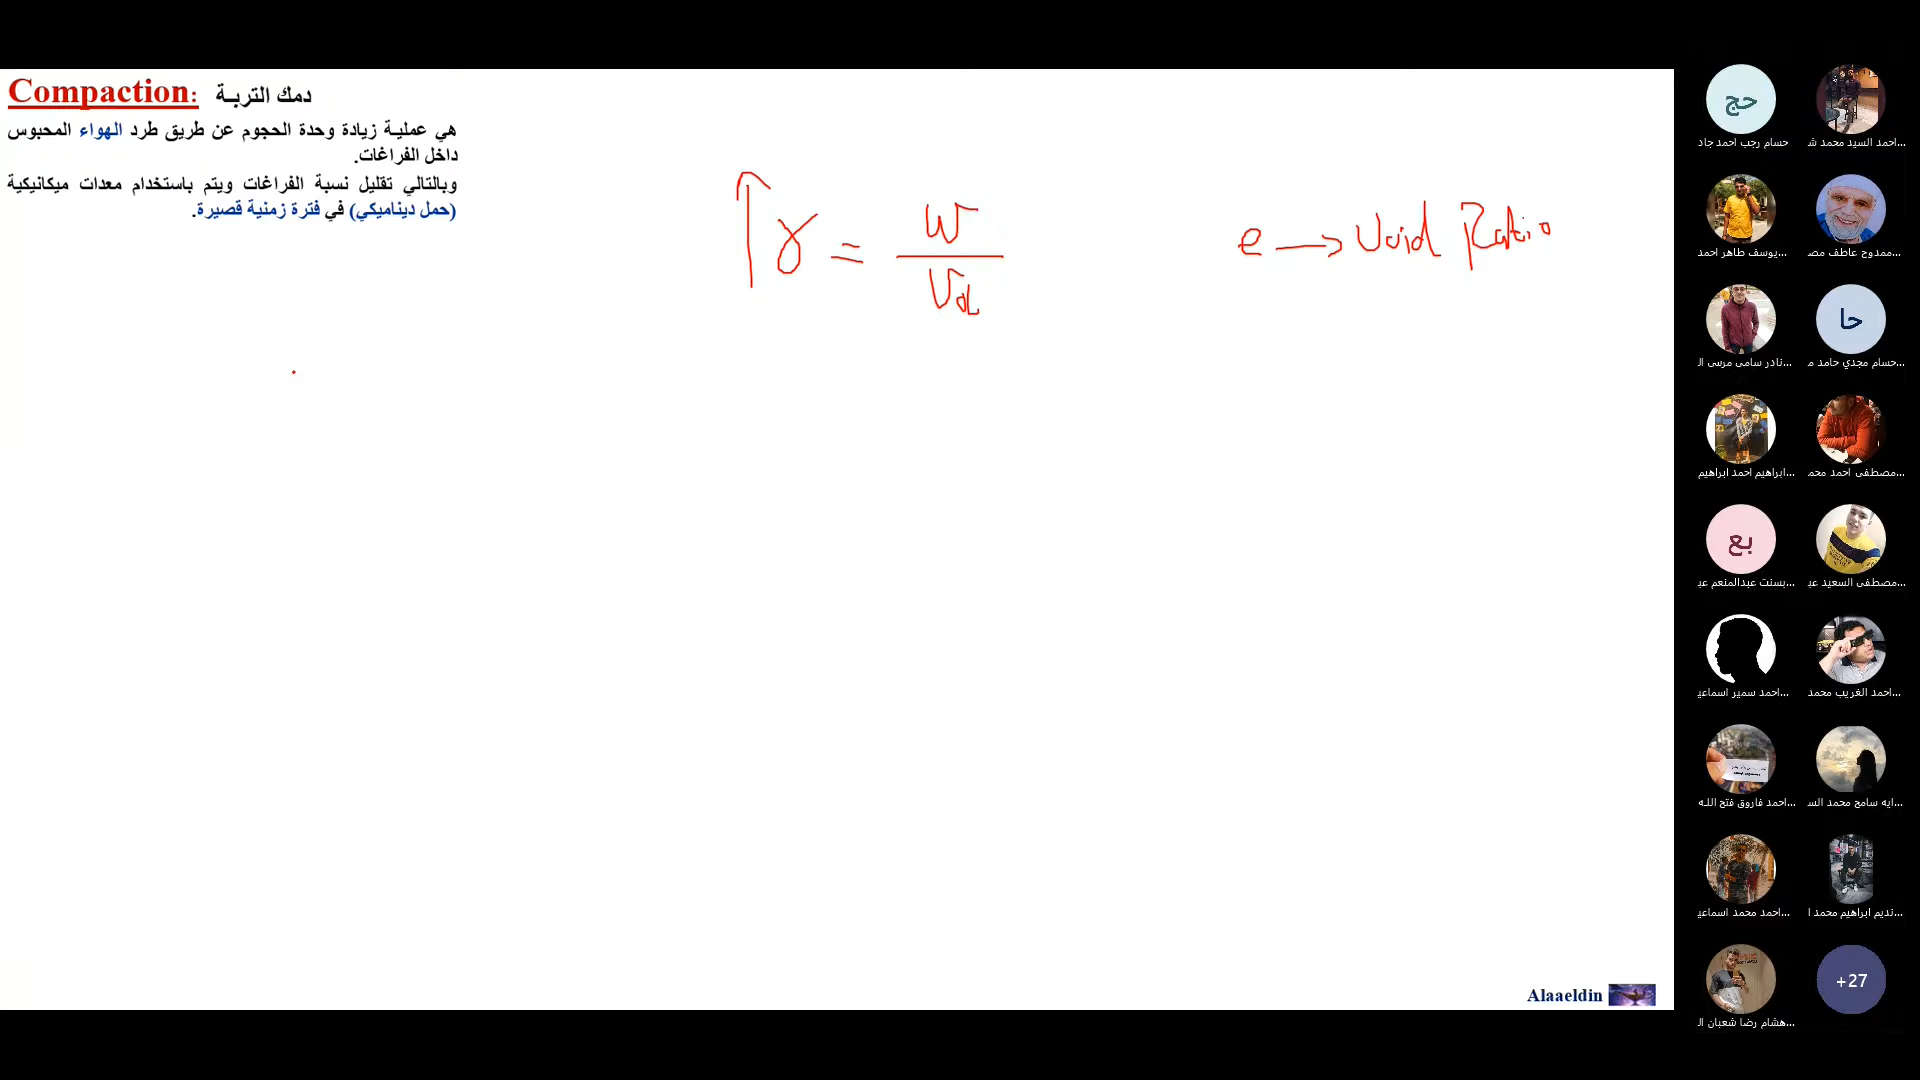 Compaction: دمك التربـة
هي عمليـة زيادة وحدة الحجوم عن طريق طرد الهواء المحبوس
داخل الفراغات.
وبالتالي تقليل نسبة الفراغات ويتم باستخدام معدات ميكانيكية
(حمل ديناميكي) في فترة زمنية قصيرة.
↑ γ = W / Vol
e → Void Ratio
Alaaeldin
حج
حسام رجب احمد جاد
احمد السيد محمد ش...
يوسف طاهر احمد...
ممدوح عاطف مص...
نادر سامى مرسى ال...
حا
حسام مجدي حامد م...
ابراهيم احمد ابراهيم...
مصطفى احمد محم...
بع
بسنت عبدالمنعم عب...
مصطفى السعيد عب...
احمد سمير اسماعي...
احمد الغريب محمد...
احمد فاروق فتح اللـه...
ايه سامح محمد الس...
احمد محمد اسماعي...
نديم ابراهيم محمد ا...
هشام رضا شعبان ال...
+27